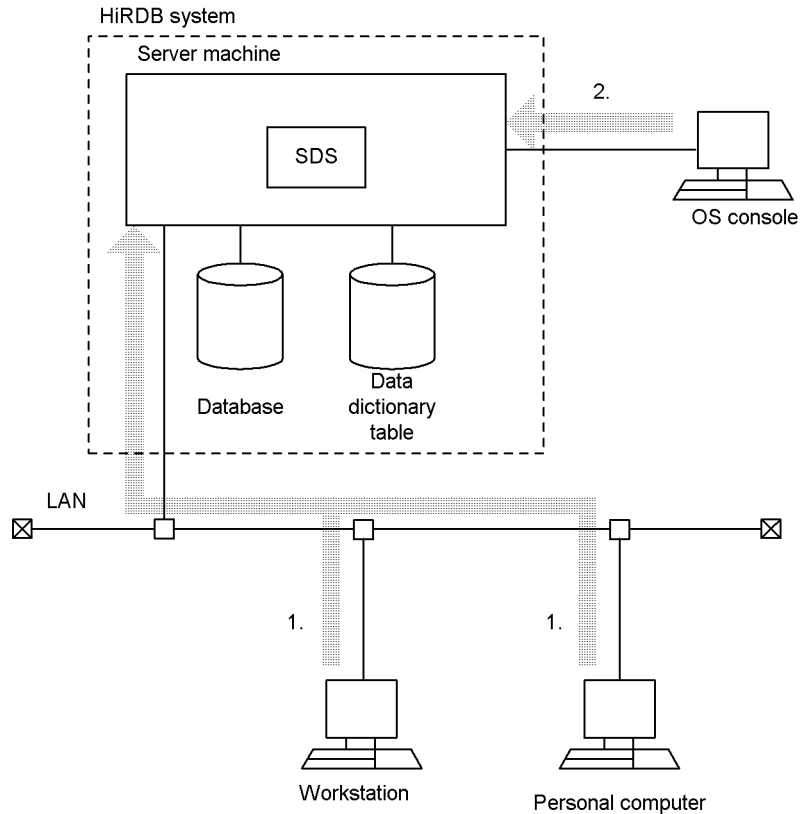 HiRDB system
Server machine
SDS
2.
OS console
Database
Data
dictionary
table
LAN
1.
1.
Workstation
Personal computer